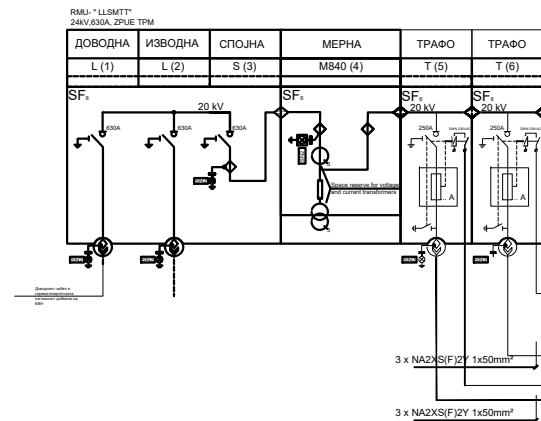 RMU- " LLSMTT"
24kV,630A, ZPUE TPM
ДОВОДНА ИЗВОДНА СПОЈНА МЕРНА ТРАФО ТРАФО
L (1) L (2) S (3) M840 (4) T (5) T (6)
SF₆ SF₆ SF₆ SF₆
20 kV 20 kV 20 kV
630A 630A 630A 250A 250A
Space reserve for voltage
and current transformers
A A
3 x NA2XS(F)2Y 1x50mm²
3 x NA2XS(F)2Y 1x50mm²